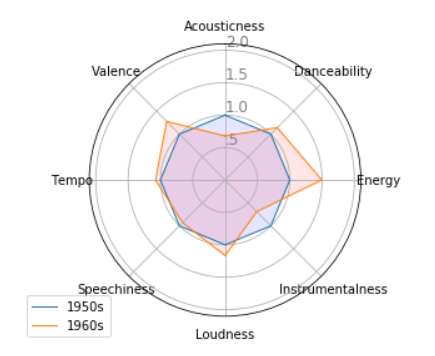 Acousticness
2.0
Valence
Danceability
1.5
1.0
.5
Tempo
Energy
Speechiness
Instrumentalness
1950s
1960s
Loudness